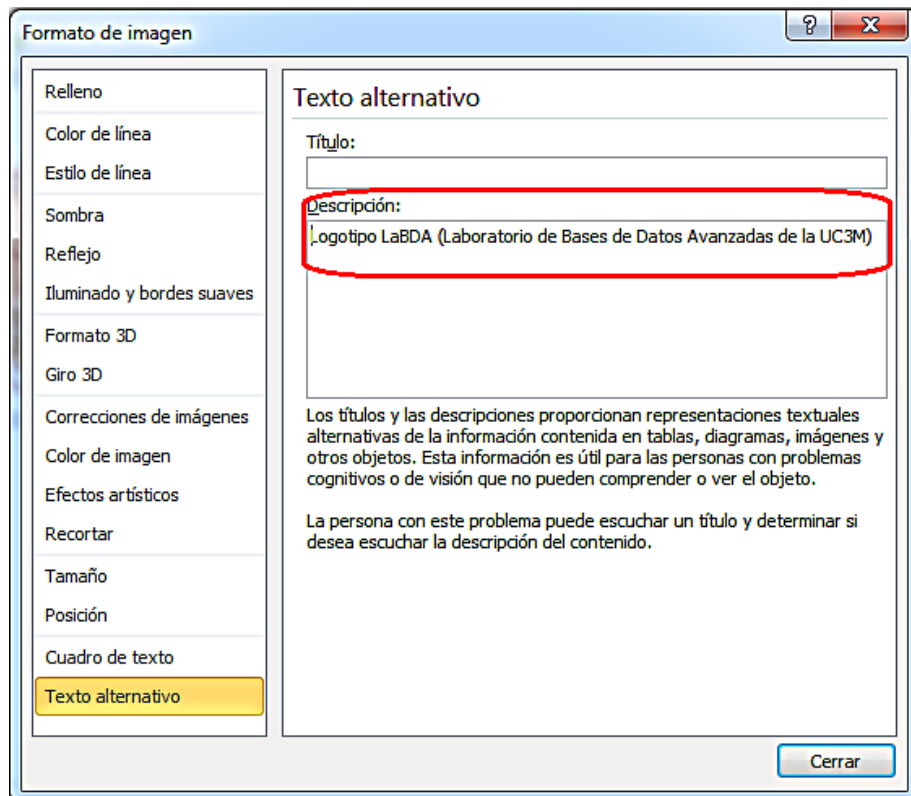 Formato de imagen
Relleno
Color de línea
Estilo de línea
Sombra
Reflejo
Iluminado y bordes suaves
Formato 3D
Giro 3D
Correcciones de imágenes
Color de imagen
Efectos artísticos
Recortar
Tamaño
Posición
Cuadro de texto
Texto alternativo
Texto alternativo
Título:
Descripción:
Logotipo LaBDA (Laboratorio de Bases de Datos Avanzadas de la UC3M)
Los títulos y las descripciones proporcionan representaciones textuales
alternativas de la información contenida en tablas, diagramas, imágenes y
otros objetos. Esta información es útil para las personas con problemas
cognitivos o de visión que no pueden comprender o ver el objeto.
La persona con este problema puede escuchar un título y determinar si
desea escuchar la descripción del contenido.
Cerrar